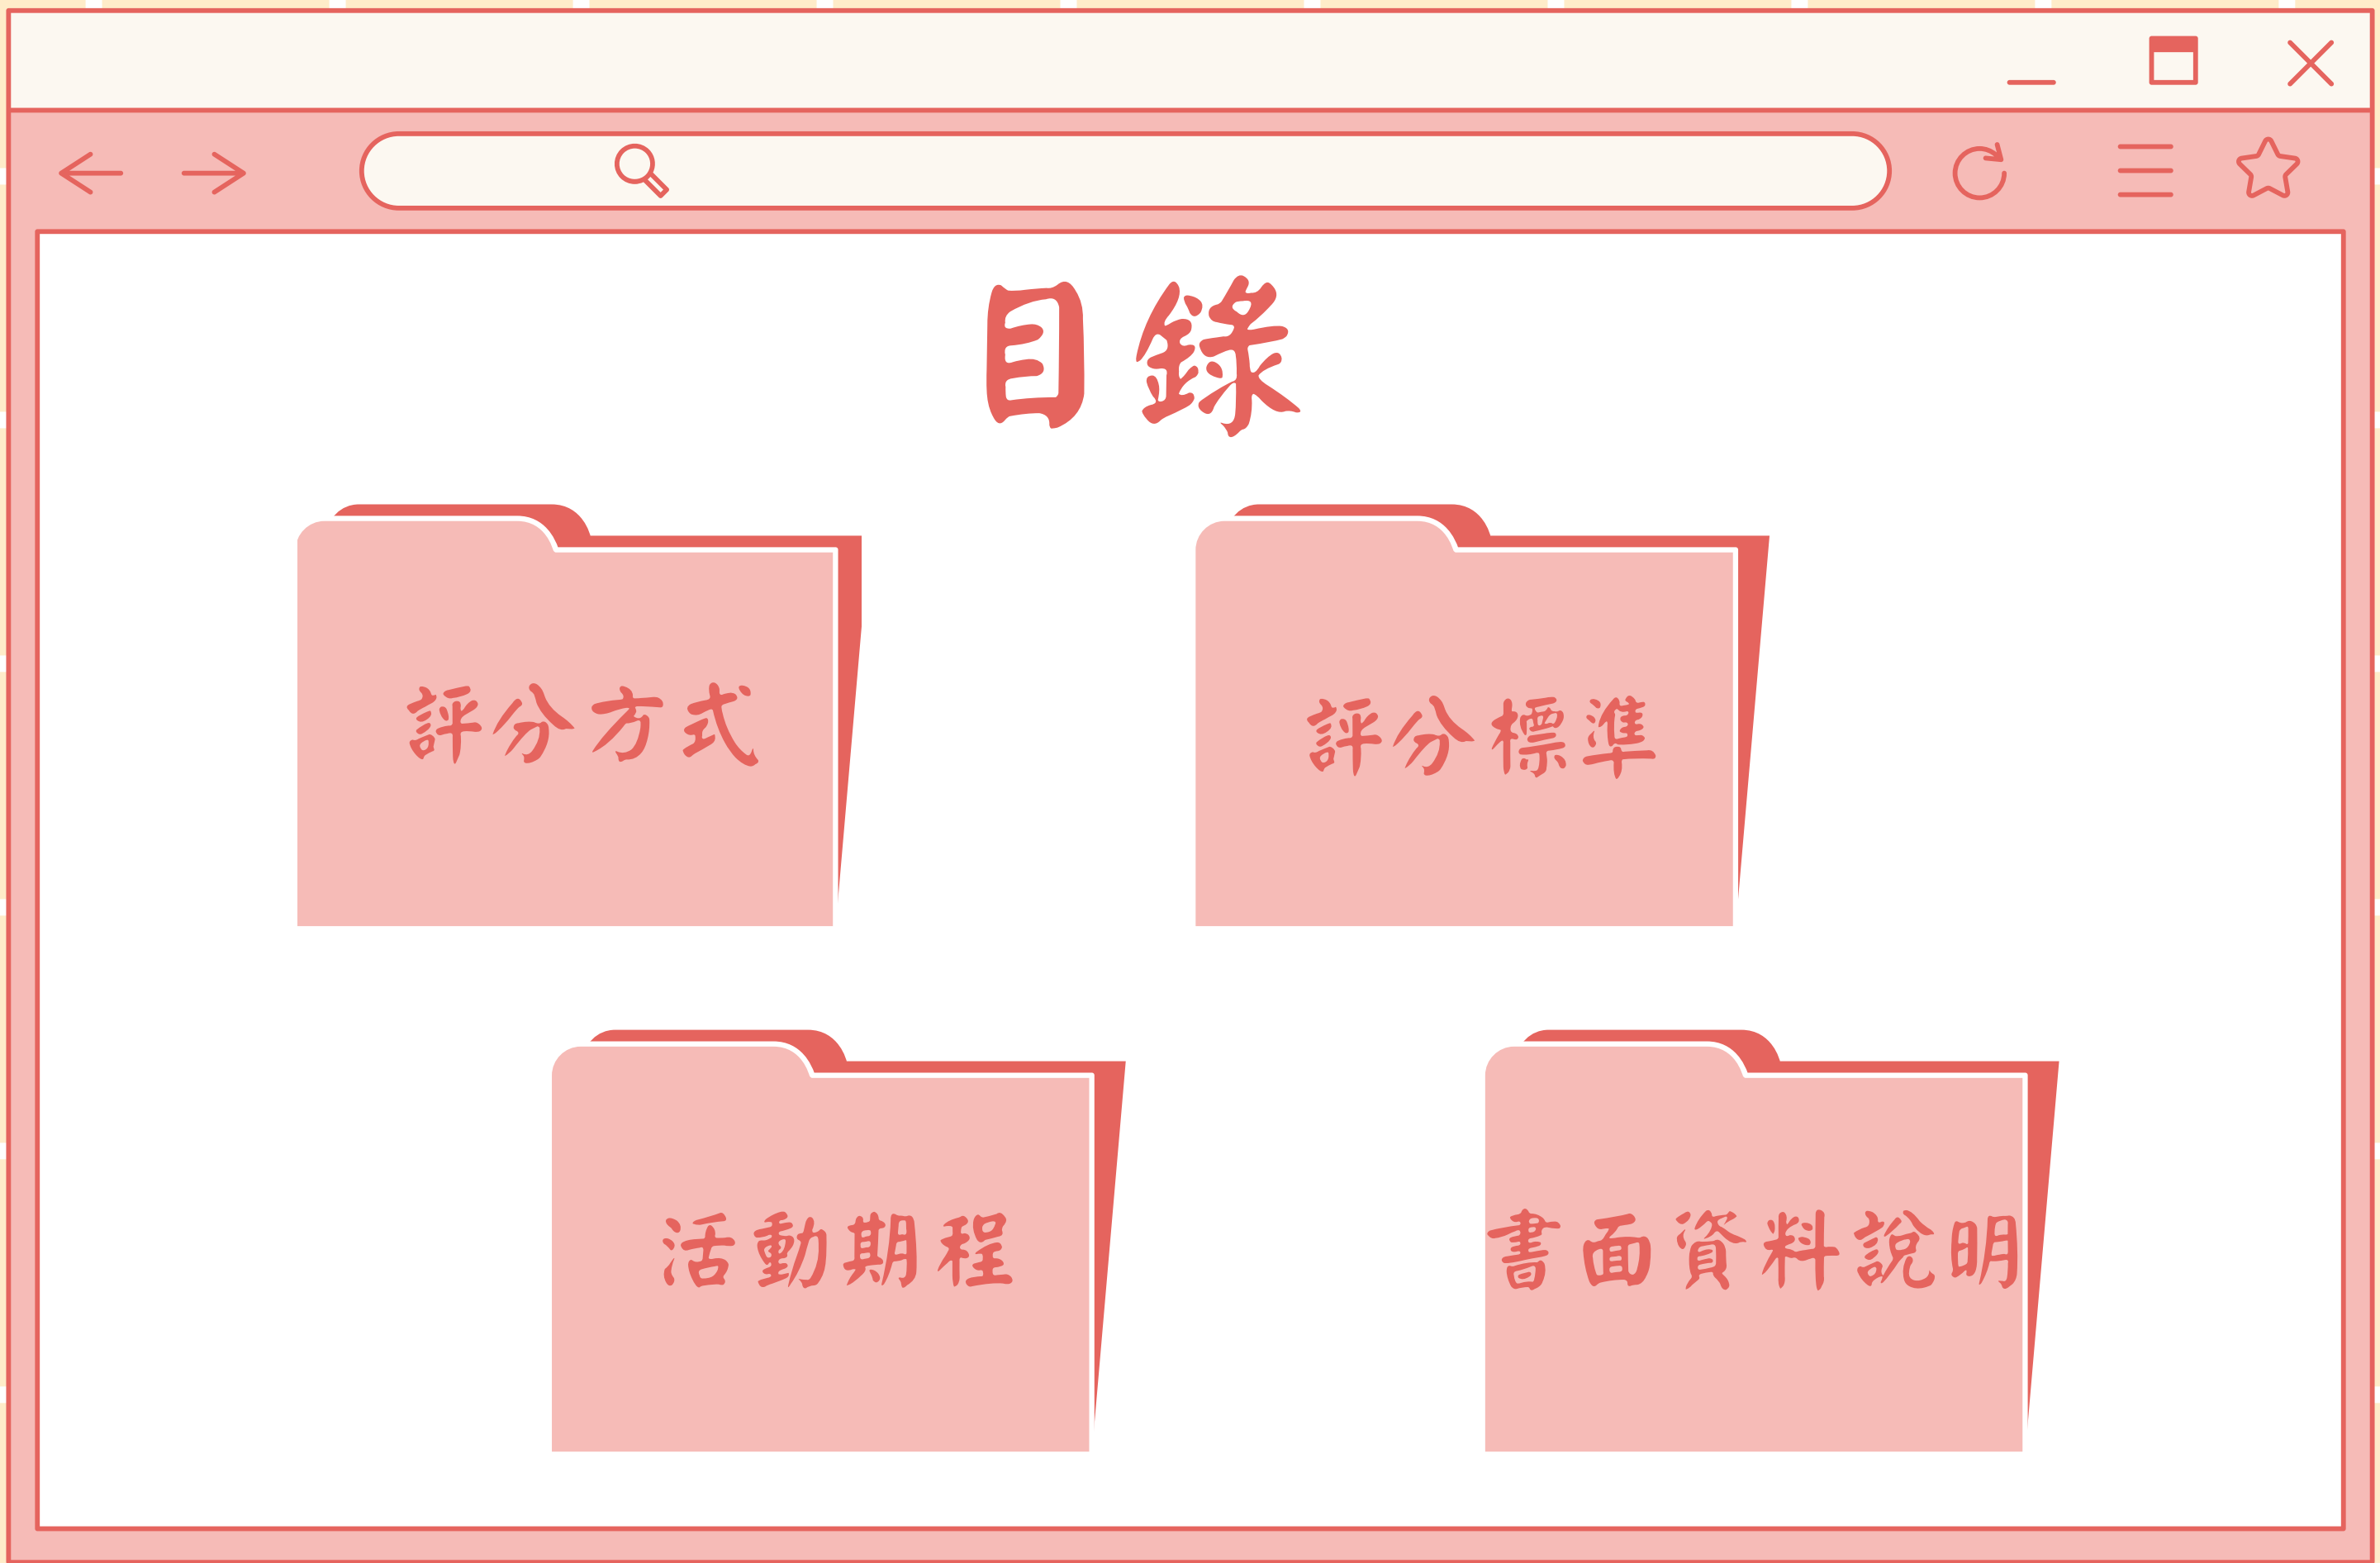 目錄
評分方式
評分標準
活動期程
書面資料說明